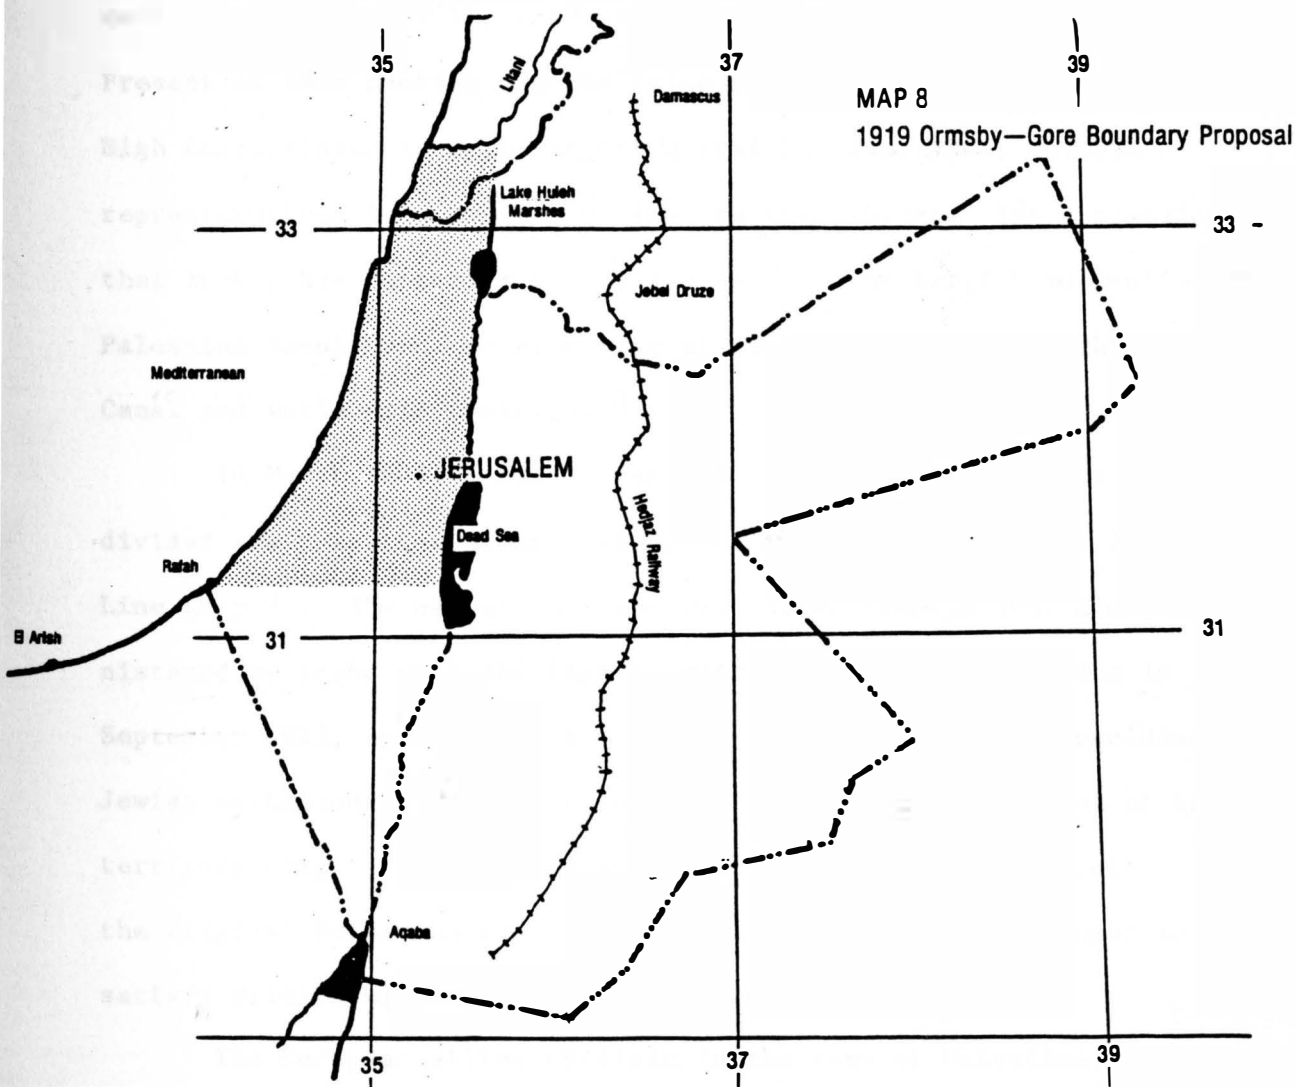 35
37
39
Litani
Damascus
MAP 8
1919 Ormsby—Gore Boundary Proposal
Lake Huleh
Marshes
33
33
Jebel Druze
Mediterranean
JERUSALEM
Hedjaz Railway
Dead Sea
Rafah
El Arish
31
31
Aqaba
35
37
39